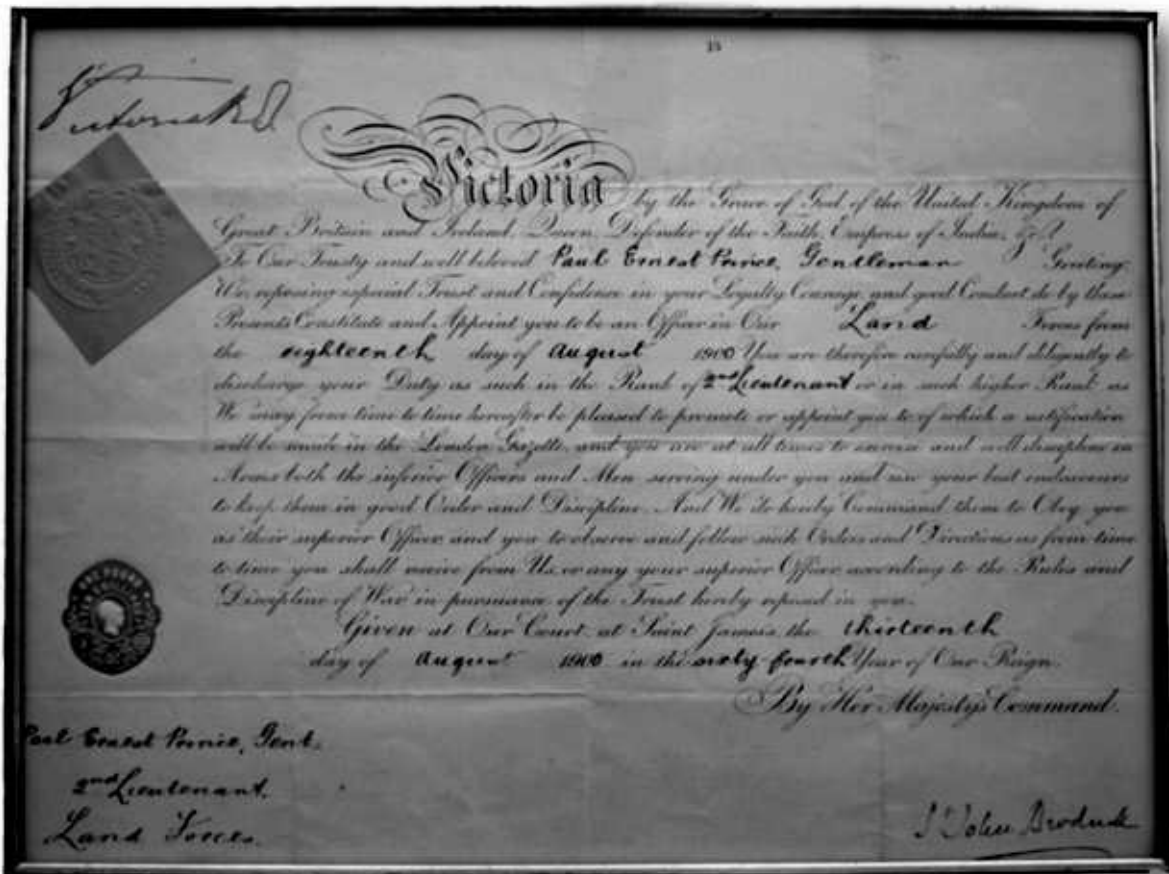 Victoria R I
Victoria by the Grace of God of the United Kingdom of
Great Britain and Ireland, Queen, Defender of the Faith, Empress of India, &c.
To Our Trusty and well beloved Paul Ernest Prince, Gentleman Greeting.
We, reposing especial Trust and Confidence in your Loyalty Courage, and good Conduct do by these
Presents Constitute and Appoint you to be an Officer in Our Land Forces from
the eighteenth day of August 1900 You are therefore carefully and diligently to
discharge your Duty as such in the Rank of 2nd Lieutenant or in such higher Rank as
We may from time to time hereafter be pleased to promote or appoint you to of which a notification
will be made in the London Gazette, and you are at all times to exercise and well discipline in
Arms both the inferior Officers and Men serving under you and use your best endeavours
to keep them in good Order and Discipline. And We do hereby Command them to Obey you
as their superior Officer and you to observe and follow such Orders and Directions as from time
to time you shall receive from Us, or any your superior Officer according to the Rules and
Discipline of War in pursuance of the Trust hereby reposed in you.
Given at Our Court, at Saint James's, the thirteenth
day of August 1900 in the sixty fourth Year of Our Reign.
By Her Majesty's Command.
Paul Ernest Prince, Gent.
2nd Lieutenant.
Land Forces.
St John Brodrick